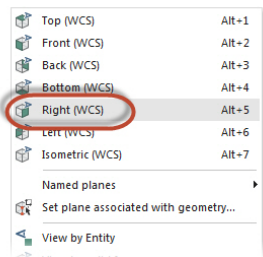 Top (WCS) Alt+1
Front (WCS) Alt+2
Back (WCS) Alt+3
Bottom (WCS) Alt+4
Right (WCS) Alt+5
Left (WCS) Alt+6
Isometric (WCS) Alt+7
Named planes
Set plane associated with geometry...
View by Entity